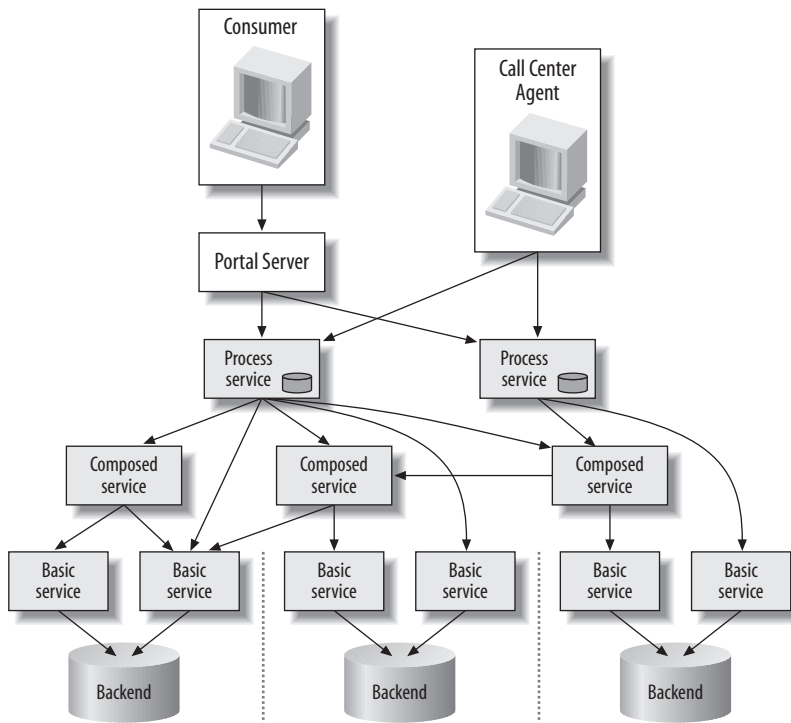 Consumer
Call Center
Agent
Portal Server
Process
service
Process
service
Composed
service
Composed
service
Composed
service
Basic
service
Basic
service
Basic
service
Basic
service
Basic
service
Basic
service
Backend
Backend
Backend